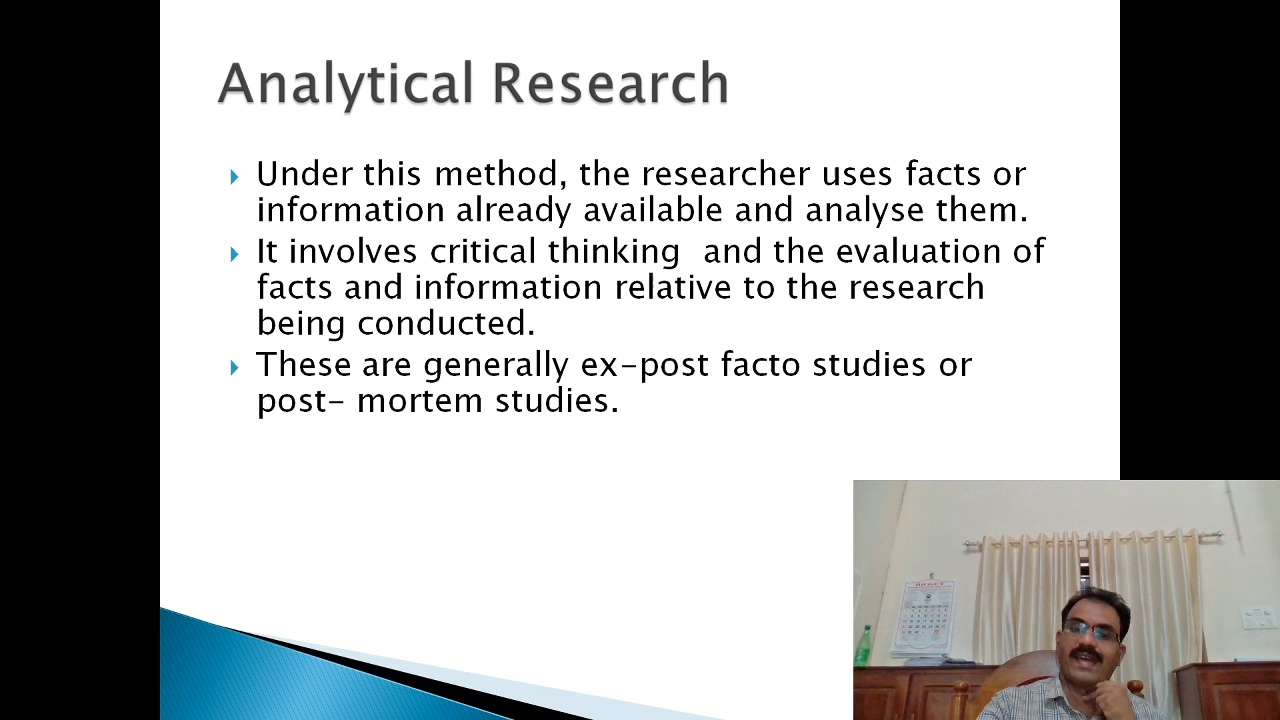 Analytical Research
Under this method, the researcher uses facts or
information already available and analyse them.
It involves critical thinking  and the evaluation of
facts and information relative to the research
being conducted.
These are generally ex-post facto studies or
post- mortem studies.